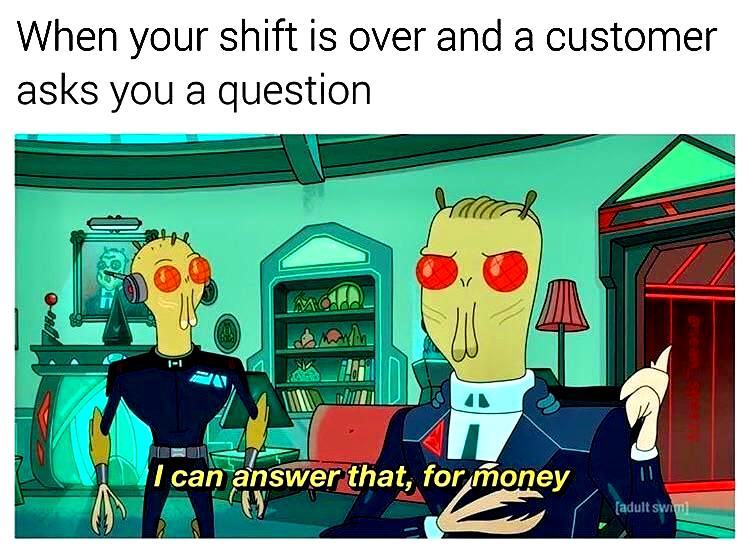 When your shift is over and a customer
asks you a question
I can answer that, for money
[adult swim]